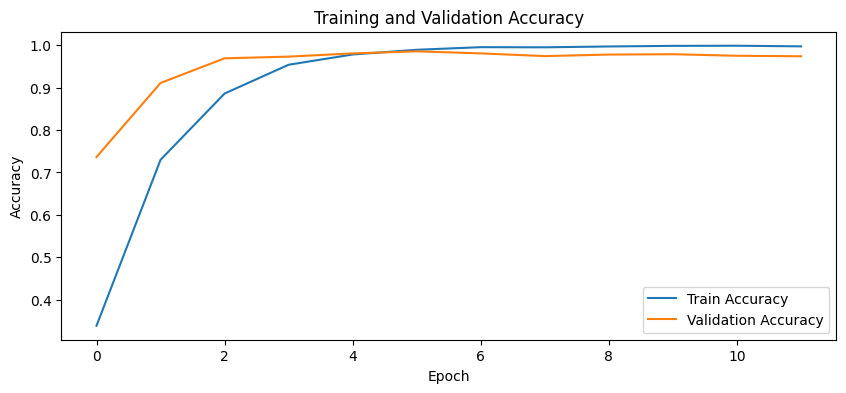 Training and Validation Accuracy
1.0
0.9
0.8
0.7
0.6
0.5
0.4
Accuracy
Train Accuracy
Validation Accuracy
0 2 4 6 8 10
Epoch